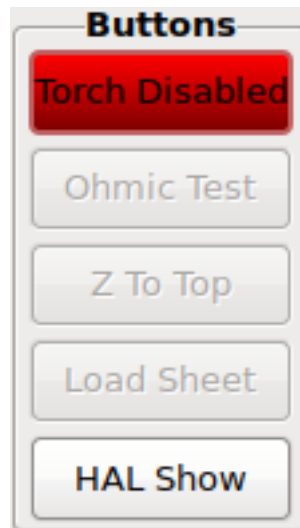 Buttons
Torch Disabled
Ohmic Test
Z To Top
Load Sheet
HAL Show